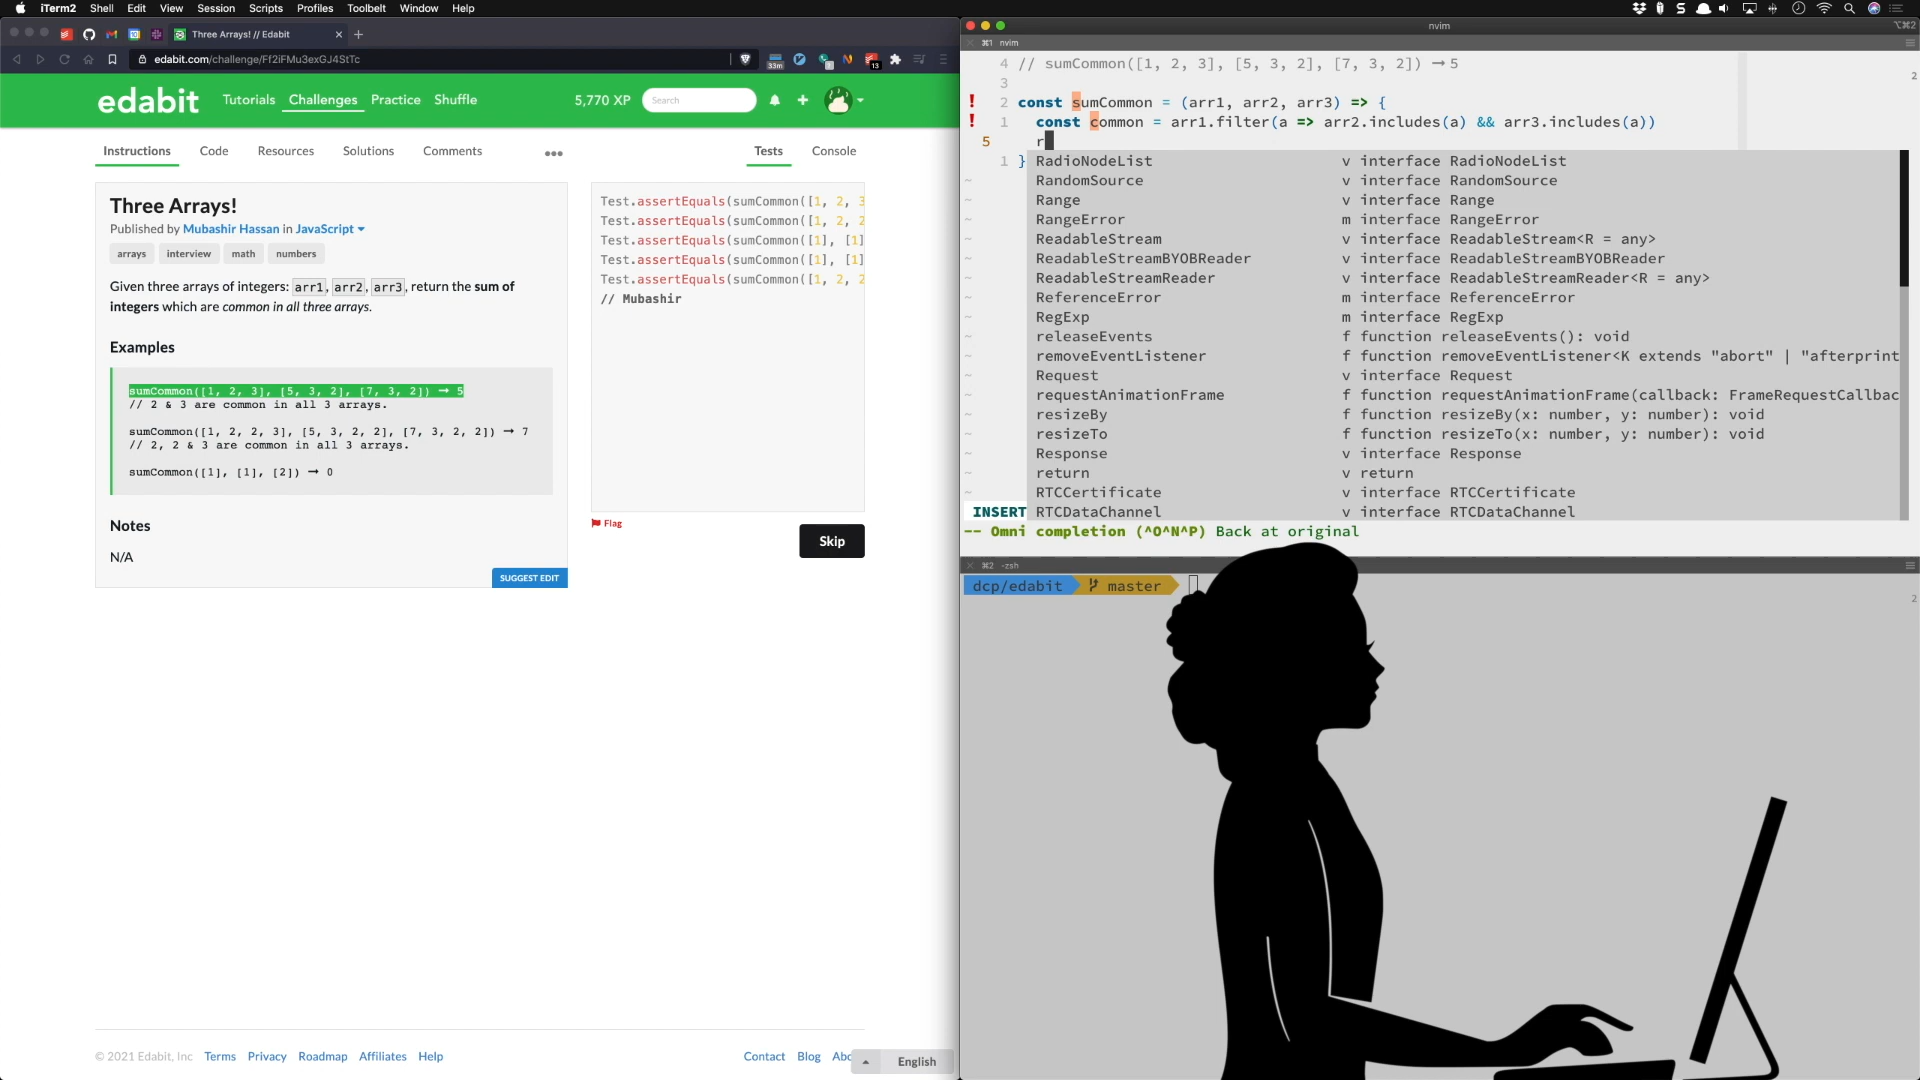 iTerm2 Shell Edit View Session Scripts Profiles Toolbelt Window Help
Three Arrays! // Edabit
edabit.com/challenge/Ff2iFMu3exGJ4StTc
33m
13
edabit Tutorials Challenges Practice Shuffle 5,770 XP Search
Instructions Code Resources Solutions Comments
Tests Console
Three Arrays!
Published by Mubashir Hassan in JavaScript
arrays interview math numbers
Given three arrays of integers: arr1, arr2, arr3, return the sum of
integers which are common in all three arrays.
Examples
sumCommon([1, 2, 3], [5, 3, 2], [7, 3, 2]) → 5
// 2 & 3 are common in all 3 arrays.
sumCommon([1, 2, 2, 3], [5, 3, 2, 2], [7, 3, 2, 2]) → 7
// 2, 2 & 3 are common in all 3 arrays.
sumCommon([1], [1], [2]) → 0
Notes
N/A
SUGGEST EDIT
Test.assertEquals(sumCommon([1, 2, 3
Test.assertEquals(sumCommon([1, 2, 2
Test.assertEquals(sumCommon([1], [1]
Test.assertEquals(sumCommon([1], [1]
Test.assertEquals(sumCommon([1, 2, 2
// Mubashir
Flag
Skip
© 2021 Edabit, Inc Terms Privacy Roadmap Affiliates Help
Contact Blog Abo
English
nvim
⌥⌘2
⌘1 nvim
4 // sumCommon([1, 2, 3], [5, 3, 2], [7, 3, 2]) → 5
2
3
! 2 const sumCommon = (arr1, arr2, arr3) => {
! 1 const common = arr1.filter(a => arr2.includes(a) && arr3.includes(a))
5 r
1 }
RadioNodeList v interface RadioNodeList
~ RandomSource v interface RandomSource
~ Range v interface Range
~ RangeError m interface RangeError
~ ReadableStream v interface ReadableStream<R = any>
~ ReadableStreamBYOBReader v interface ReadableStreamBYOBReader
~ ReadableStreamReader v interface ReadableStreamReader<R = any>
~ ReferenceError m interface ReferenceError
~ RegExp m interface RegExp
~ releaseEvents f function releaseEvents(): void
~ removeEventListener f function removeEventListener<K extends "abort" | "afterprint
~ Request v interface Request
~ requestAnimationFrame f function requestAnimationFrame(callback: FrameRequestCallbac
~ resizeBy f function resizeBy(x: number, y: number): void
~ resizeTo f function resizeTo(x: number, y: number): void
~ Response v interface Response
~ return v return
~ RTCCertificate v interface RTCCertificate
INSERT RTCDataChannel v interface RTCDataChannel
-- Omni completion (^O^N^P) Back at original
⌘2 -zsh
dcp/edabit master
2